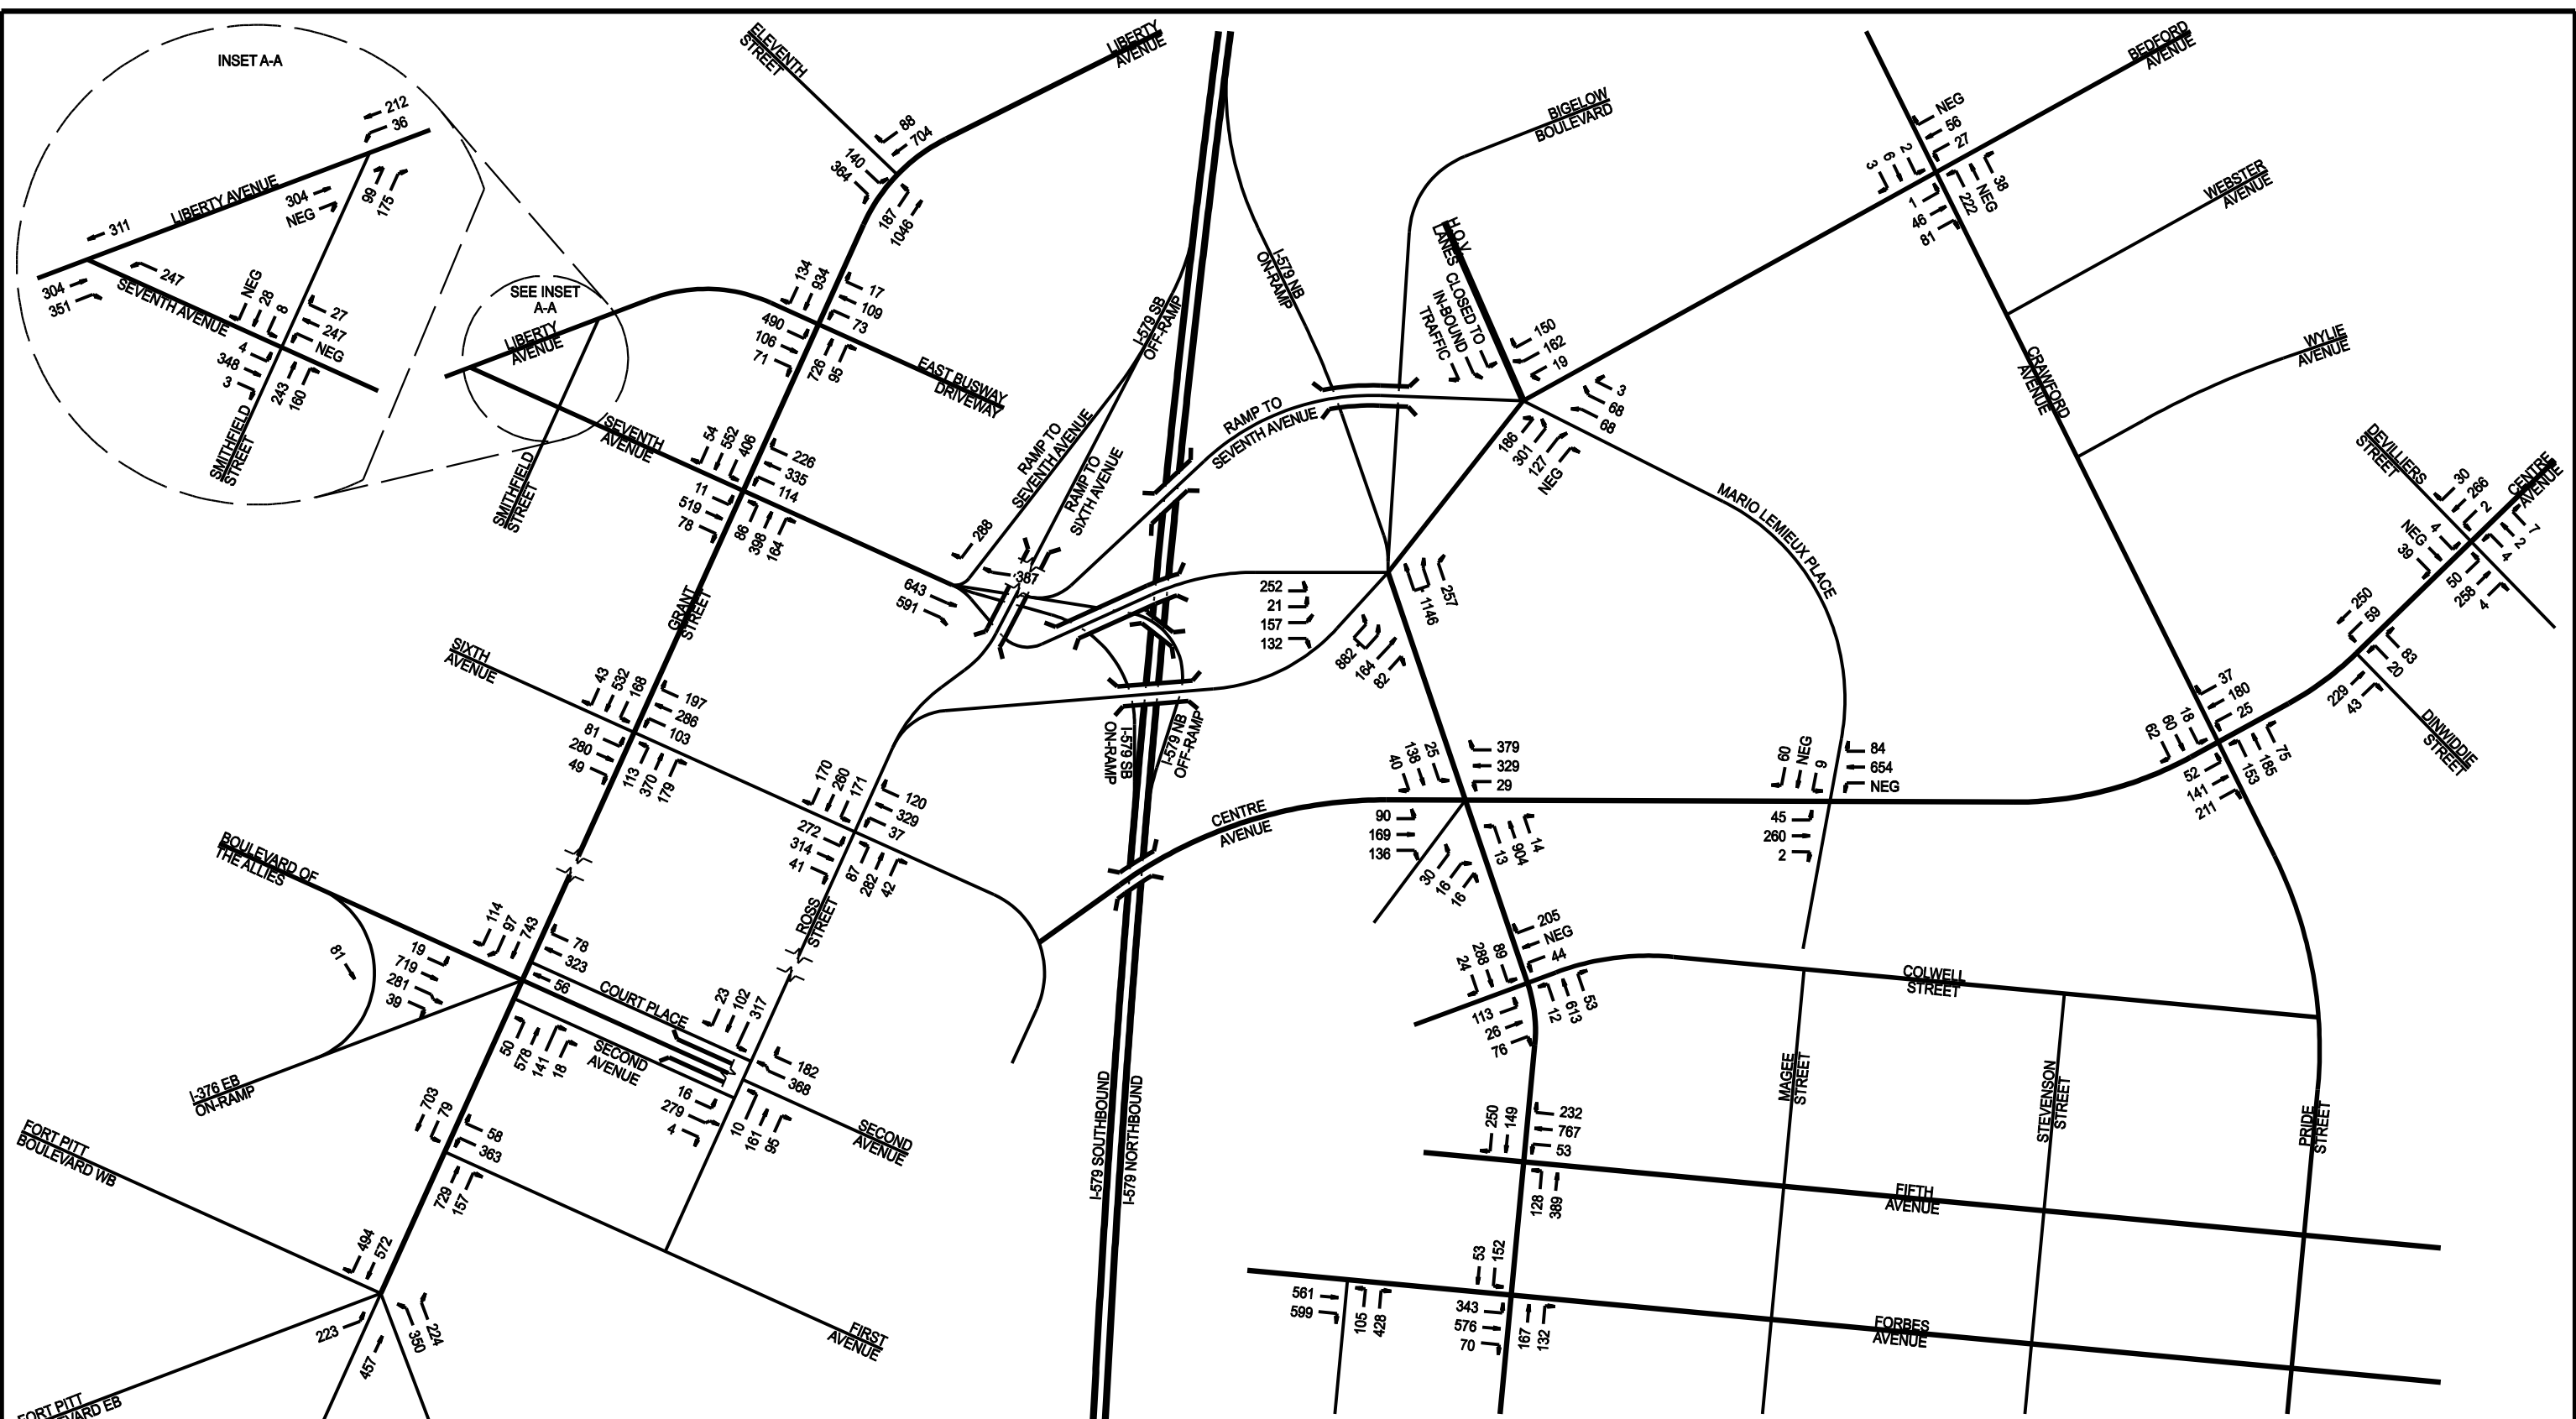 INSET A-A
212
36
LIBERTY AVENUE
304
NEG
99
175
311
304
351
247
SEVENTH AVENUE
NEG
28
8
27
247
NEG
4
348
3
243
160
SMITHFIELD
STREET
SEE INSET
A-A
LIBERTY
AVENUE
SMITHFIELD
STREET
SEVENTH
AVENUE
ELEVENTH
STREET
LIBERTY
AVENUE
88
704
140
364
187
1046
134
934
17
109
73
490
106
71
726
95
EAST BUSWAY
DRIVEWAY
54
552
406
226
335
114
11
519
78
86
398
164
GRANT
STREET
SIXTH
AVENUE
43
532
168
197
286
103
81
280
49
113
370
179
170
260
171
120
329
37
272
314
41
87
282
42
ROSS
STREET
I-579 SB
OFF-RAMP
I-579 NB
ON-RAMP
RAMP TO
SEVENTH AVENUE
RAMP TO
SIXTH AVENUE
RAMP TO
SEVENTH AVENUE
288
387
643
591
I-579 SB
ON-RAMP
I-579 NB
OFF-RAMP
BIGELOW
BOULEVARD
H.O.V.
LANES CLOSED TO
IN-BOUND
TRAFFIC
150
162
19
3
68
68
186
301
127
NEG
252
21
157
132
882
164
82
1146
257
MARIO LEMIEUX PLACE
BEDFORD
AVENUE
NEG
56
27
3
6
2
1
46
81
222
NEG
38
WEBSTER
AVENUE
WYLIE
AVENUE
CRAWFORD
AVENUE
DEVILLIERS
STREET
CENTRE
AVENUE
30
266
2
NEG
4
39
7
2
4
50
258
4
250
59
83
20
229
43
DINWIDDIE
STREET
37
180
25
62
60
18
52
141
211
153
185
75
CENTRE
AVENUE
40
138
25
379
329
29
90
169
136
30
16
16
13
904
14
60
NEG
9
84
654
NEG
45
260
2
205
NEG
44
24
288
89
113
26
76
12
613
53
COLWELL
STREET
MAGEE
STREET
STEVENSON
STREET
PRIDE
STREET
250
149
232
767
53
128
389
FIFTH
AVENUE
53
152
561
599
105
428
343
576
70
167
132
FORBES
AVENUE
I-579 SOUTHBOUND
I-579 NORTHBOUND
BOULEVARD OF
THE ALLIES
81
19
719
281
39
114
97
743
78
323
56
COURT PLACE
SECOND
AVENUE
50
578
141
18
23
102
317
182
368
16
279
4
10
161
95
SECOND
AVENUE
I-376 EB
ON-RAMP
703
79
58
363
729
157
FORT PITT
BOULEVARD WB
494
572
223
457
350
224
FIRST
AVENUE
FORT PITT